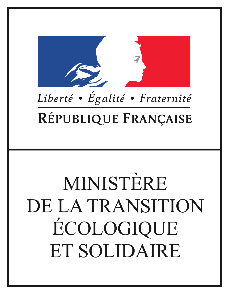 Liberté • Égalité • Fraternité
RÉPUBLIQUE FRANÇAISE
MINISTÈRE
DE LA TRANSITION
ÉCOLOGIQUE
ET SOLIDAIRE